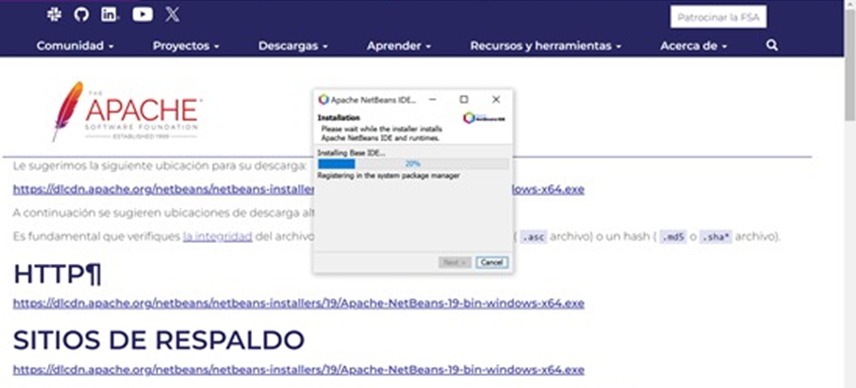 Patrocinar la FSA
Comunidad Proyectos Descargas Aprender Recursos y herramientas Acerca de
THE
APACHE
SOFTWARE FOUNDATION
ESTABLISHED 1999
Apache NetBeans IDE...
Installation
NetBeans IDE
Please wait while the installer installs
Apache NetBeans IDE and runtimes.
Installing Base IDE...
20%
Registering in the system package manager
Next > Cancel
Le sugerimos la siguiente ubicación para su descarga:
https://dlcdn.apache.org/netbeans/netbeans-installers ows-x64.exe
A continuación se sugieren ubicaciones de descarga alt
Es fundamental que verifiques la integridad del archivo ( .asc archivo) o un hash ( .md5 o .sha* archivo).
HTTP¶
https://dlcdn.apache.org/netbeans/netbeans-installers/19/Apache-NetBeans-19-bin-windows-x64.exe
SITIOS DE RESPALDO
https://dlcdn.apache.org/netbeans/netbeans-installers/19/Apache-NetBeans-19-bin-windows-x64.exe